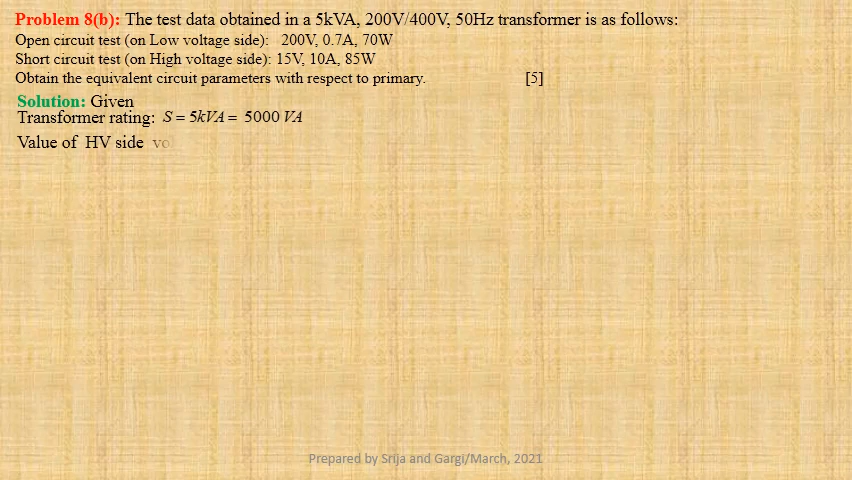 Problem 8(b): The test data obtained in a 5kVA, 200V/400V, 50Hz transformer is as follows:
Open circuit test (on Low voltage side): 200V, 0.7A, 70W
Short circuit test (on High voltage side): 15V, 10A, 85W
Obtain the equivalent circuit parameters with respect to primary. [5]
Solution: Given
Transformer rating: S = 5kVA = 5000 VA
Value of HV side vo
Prepared by Srija and Gargi/March, 2021